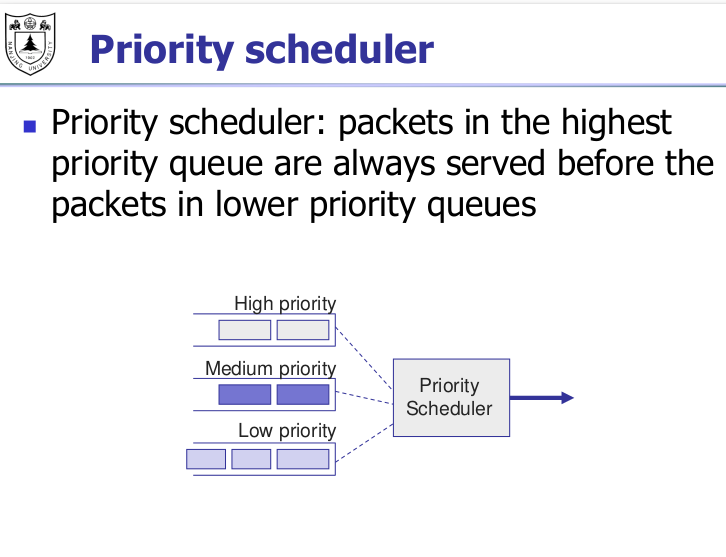 Priority scheduler
Priority scheduler: packets in the highest
priority queue are always served before the
packets in lower priority queues
High priority
Medium priority
Low priority
Priority
Scheduler